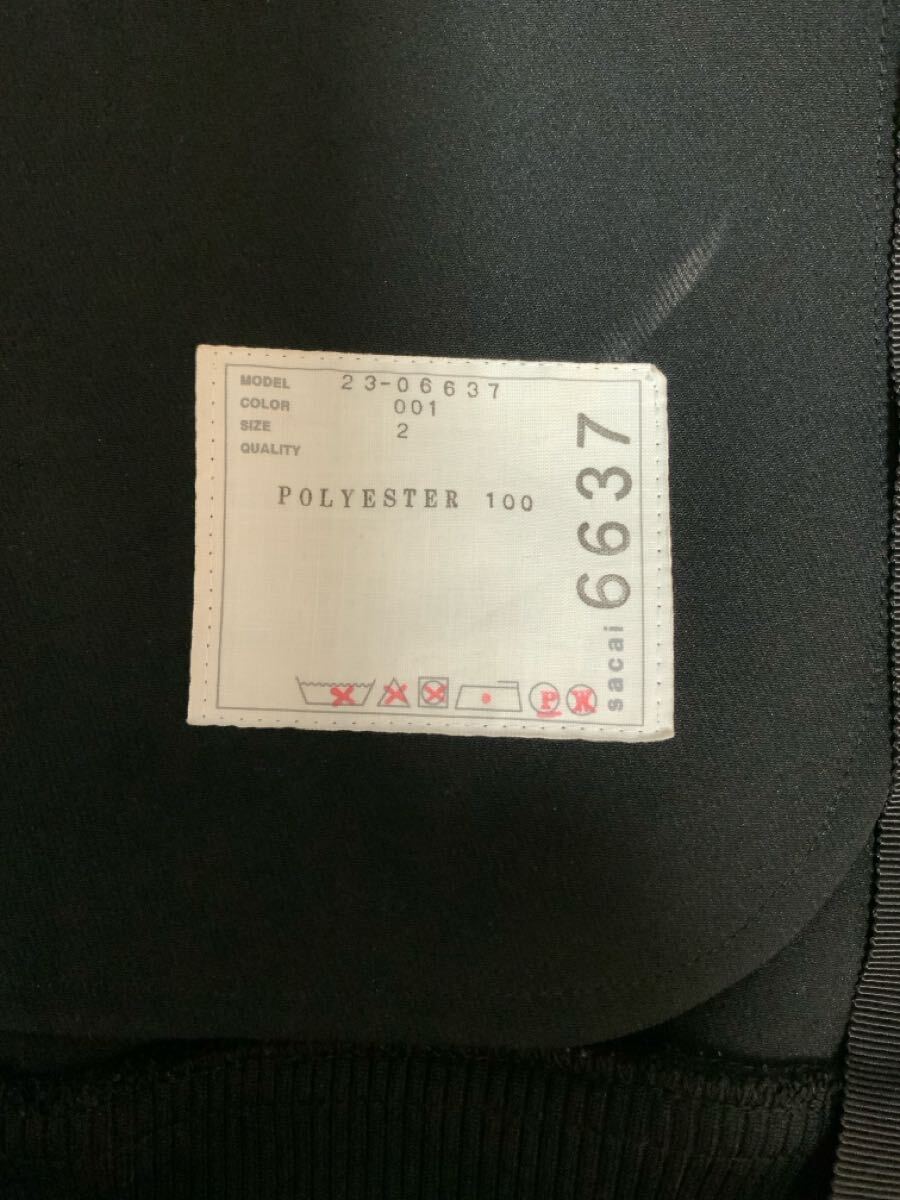 MODEL 23-06637
COLOR 001
SIZE 2
QUALITY
POLYESTER 100
P W
sacai 6637